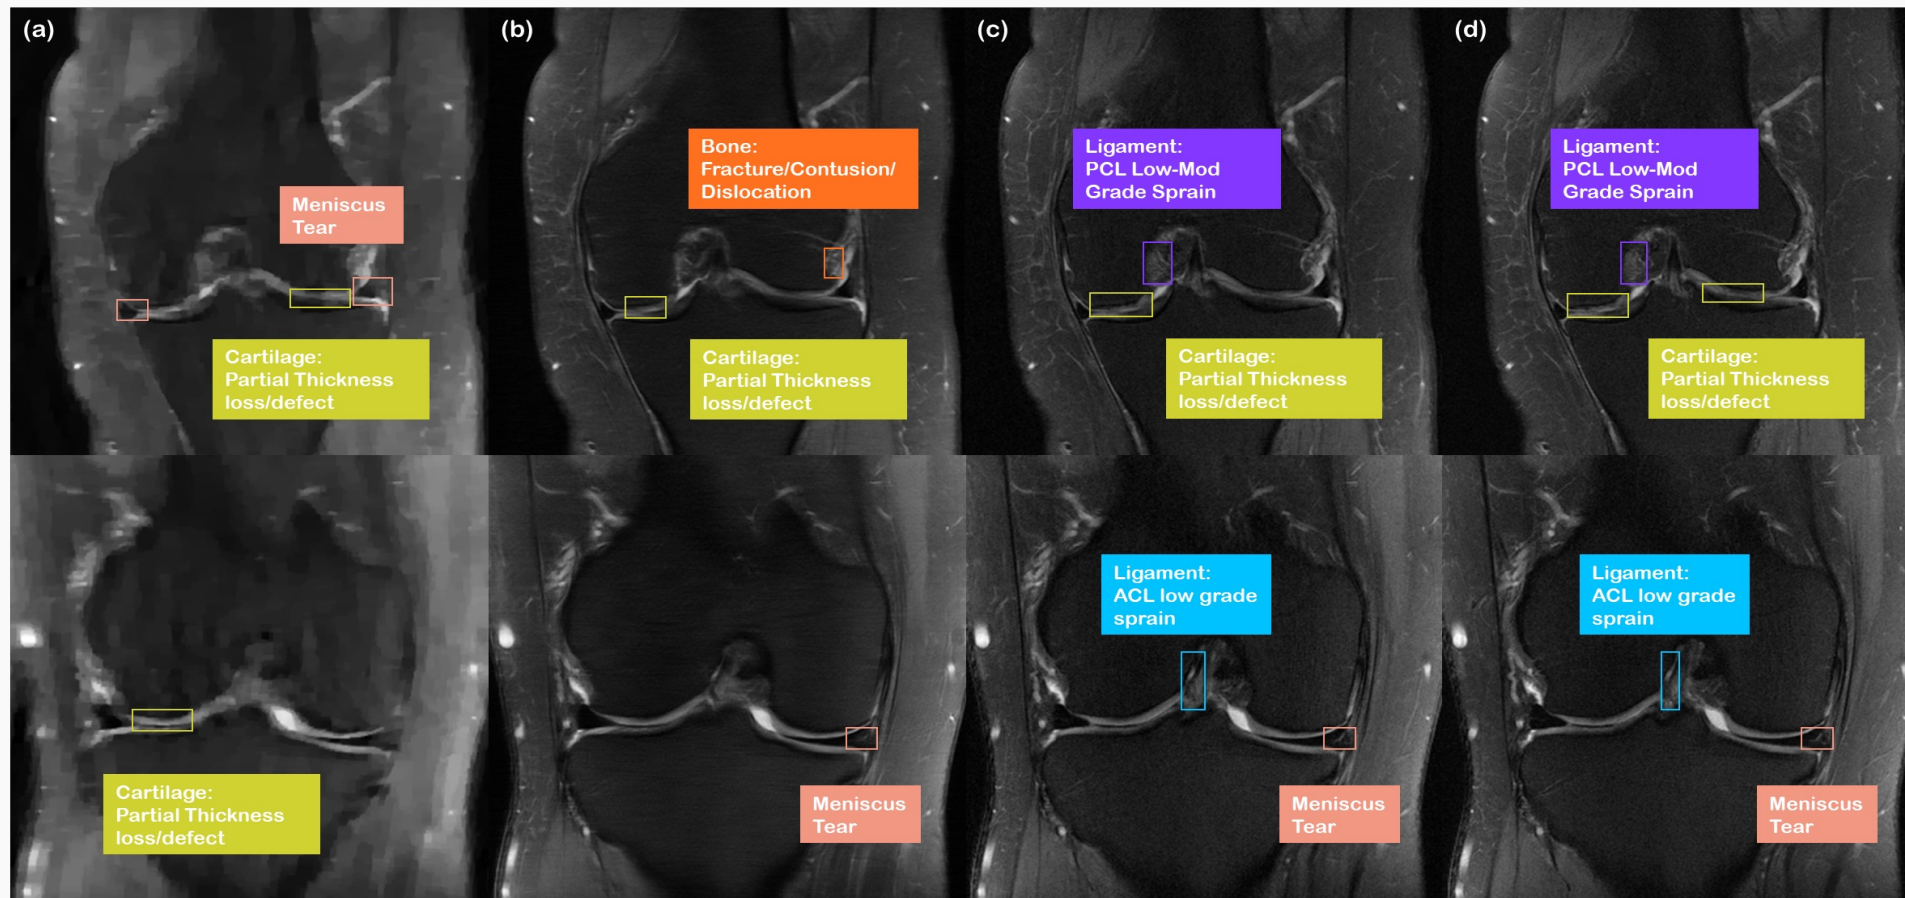 (a)
(b)
(c)
(d)
Meniscus
Tear
Cartilage:
Partial Thickness
loss/defect
Bone:
Fracture/Contusion/
Dislocation
Cartilage:
Partial Thickness
loss/defect
Ligament:
PCL Low-Mod
Grade Sprain
Cartilage:
Partial Thickness
loss/defect
Ligament:
PCL Low-Mod
Grade Sprain
Cartilage:
Partial Thickness
loss/defect
Cartilage:
Partial Thickness
loss/defect
Meniscus
Tear
Ligament:
ACL low grade
sprain
Meniscus
Tear
Ligament:
ACL low grade
sprain
Meniscus
Tear